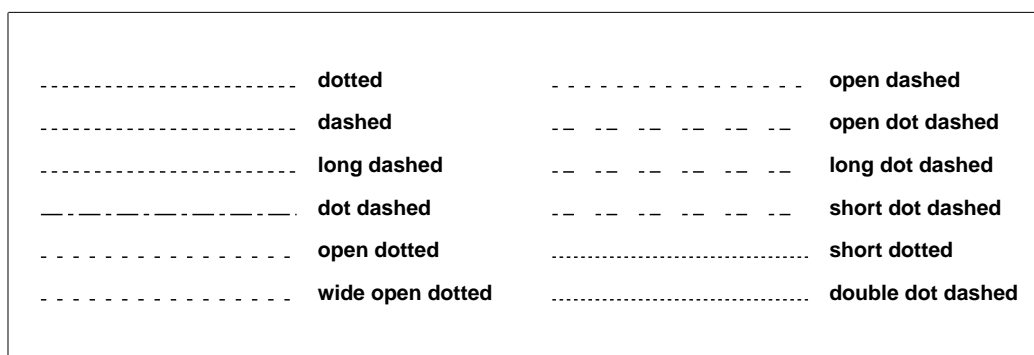 dotted
dashed
long dashed
dot dashed
open dotted
wide open dotted
open dashed
open dot dashed
long dot dashed
short dot dashed
short dotted
double dot dashed